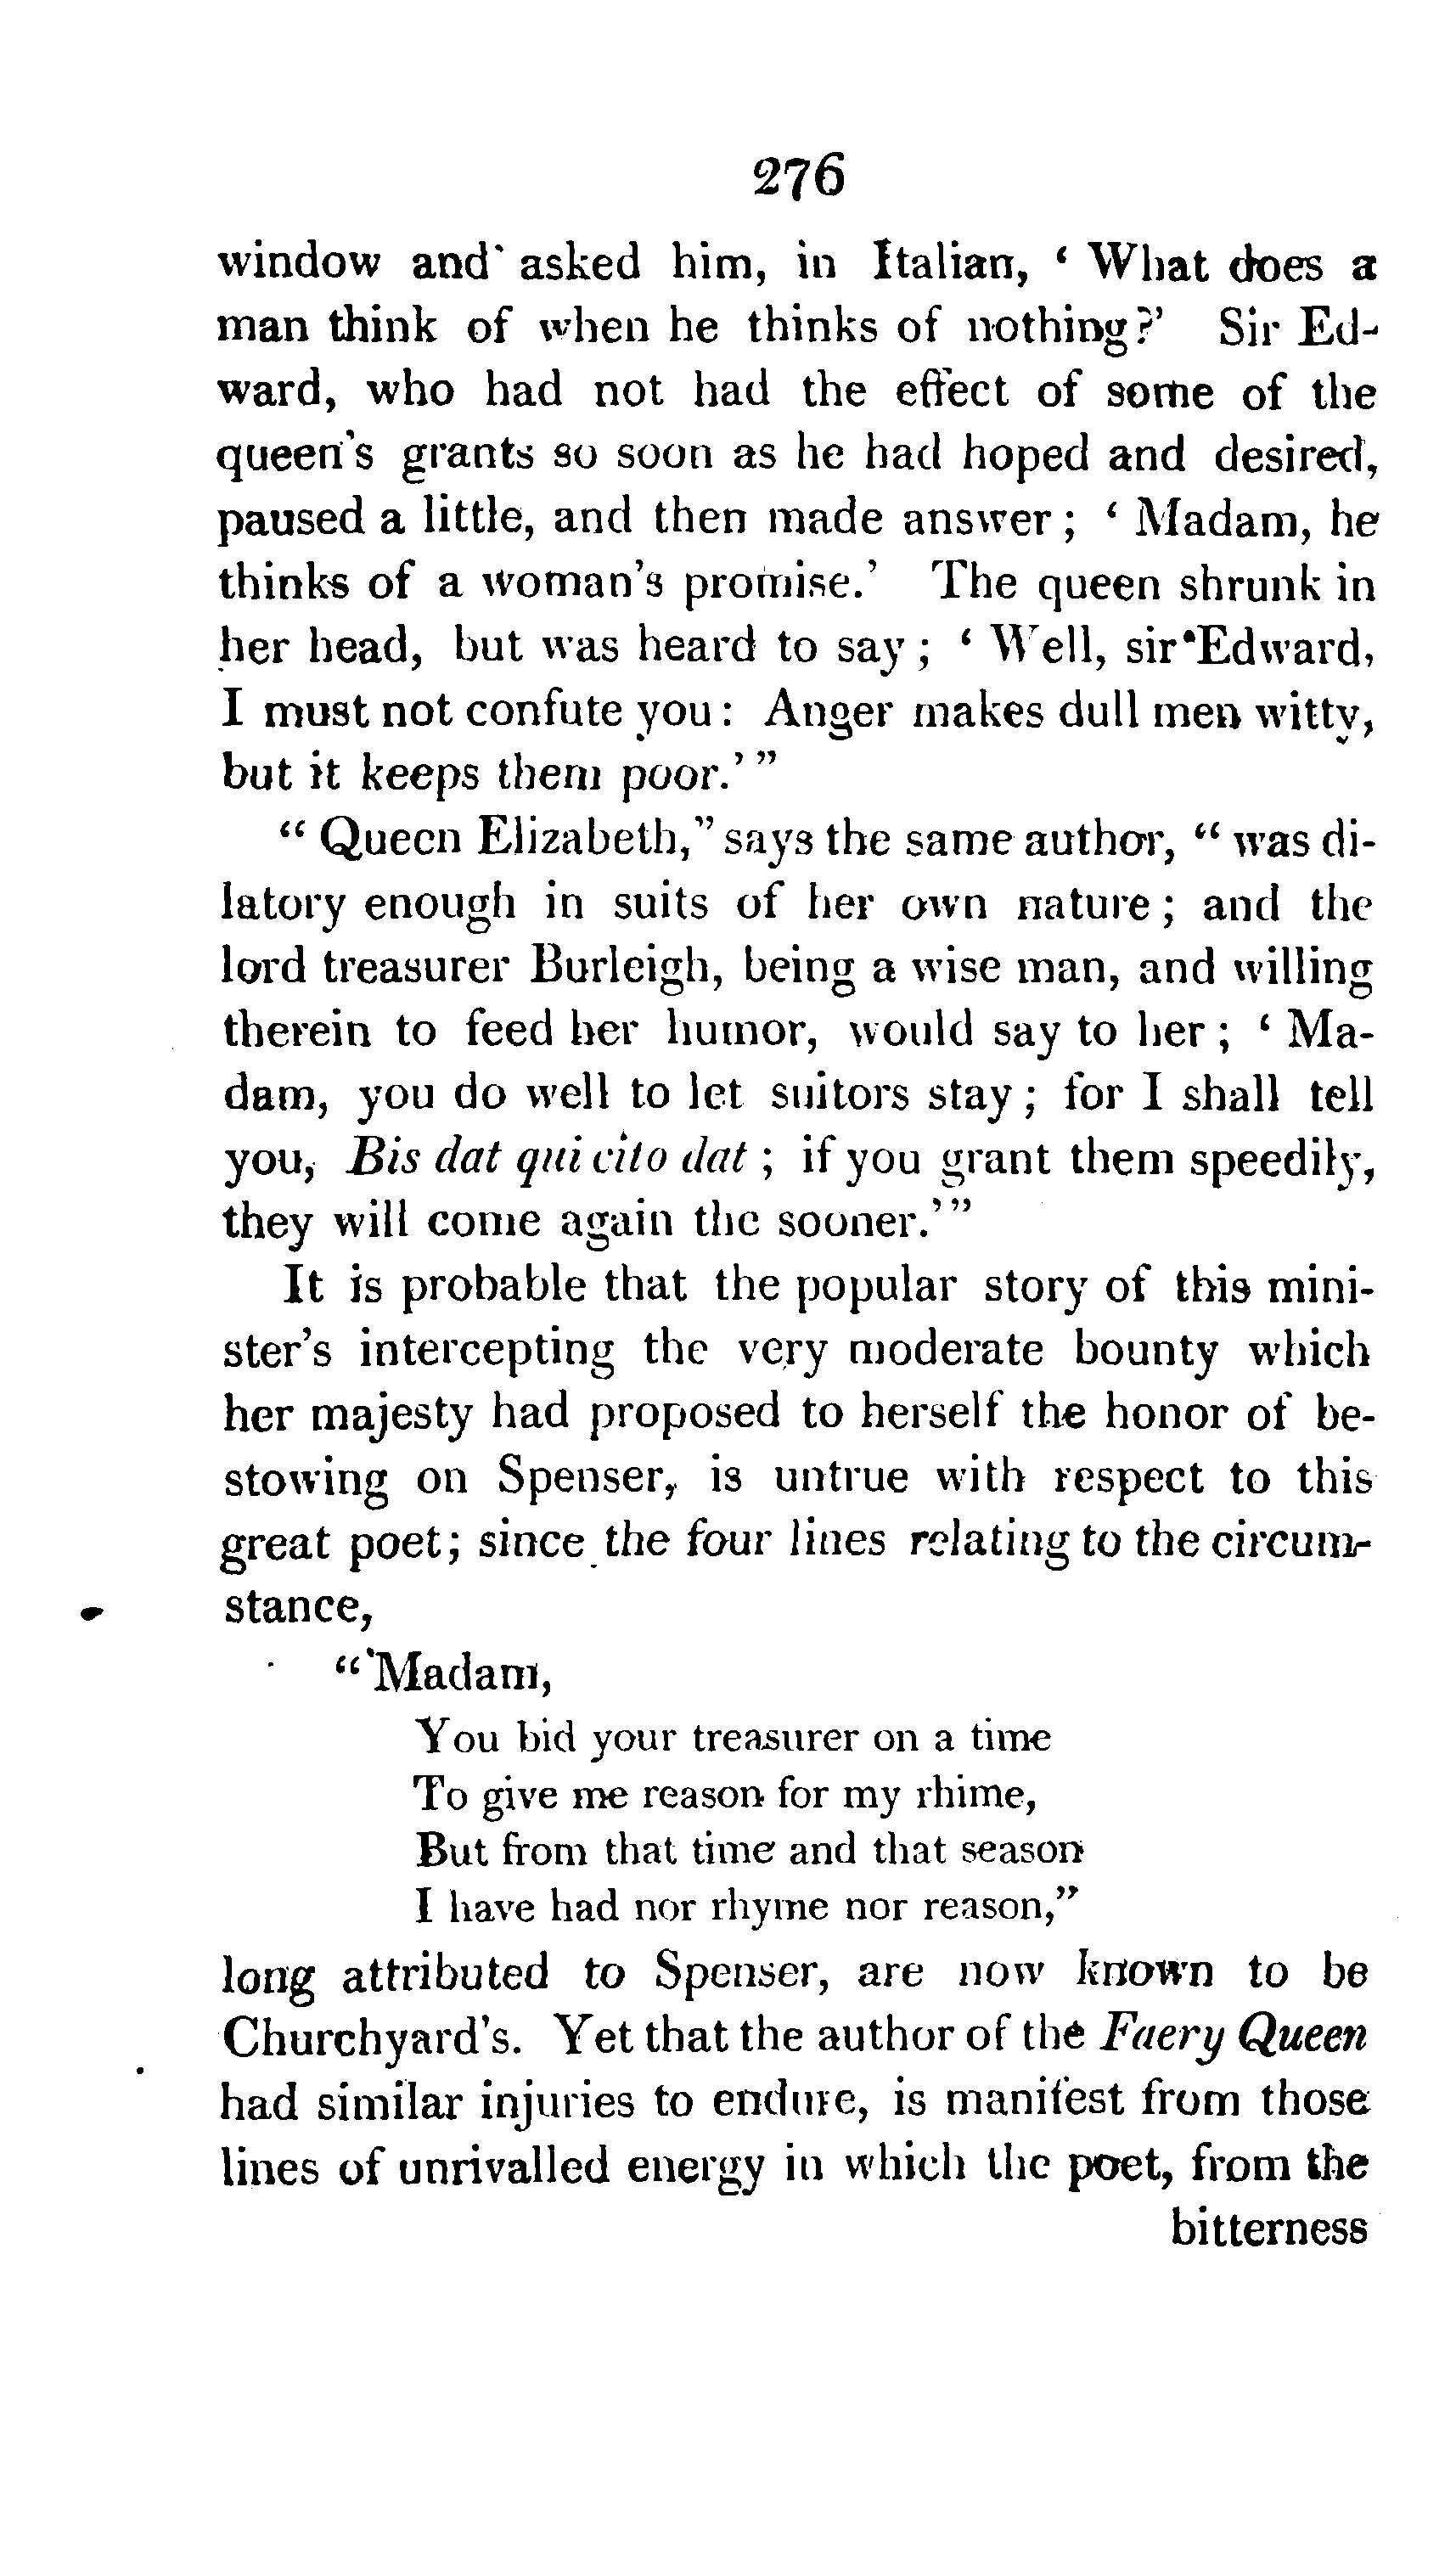 276
window and asked him, in Italian, ‘ What does a
man think of when he thinks of nothing?’ Sir Ed-
ward, who had not had the effect of some of the
queen's grants so soon as he had hoped and desired,
paused a little, and then made answer ; ‘ Madam, he
thinks of a woman's promise.’ The queen shrunk in
her head, but was heard to say ; ‘ Well, sir Edward,
I must not confute you : Anger makes dull men witty,
but it keeps them poor.’ ”
“ Queen Elizabeth,” says the same author, “ was di-
latory enough in suits of her own nature ; and the
lord treasurer Burleigh, being a wise man, and willing
therein to feed her humor, would say to her ; ‘ Ma-
dam, you do well to let suitors stay ; for I shall tell
you, Bis dat qui cito dat ; if you grant them speedily,
they will come again the sooner.’ ”
It is probable that the popular story of this mini-
ster's intercepting the very moderate bounty which
her majesty had proposed to herself the honor of be-
stowing on Spenser, is untrue with respect to this
great poet; since the four lines relating to the circum-
stance,
“ Madam,
You bid your treasurer on a time
To give me reason for my rhime,
But from that time and that season
I have had nor rhyme nor reason,”
long attributed to Spenser, are now known to be
Churchyard's. Yet that the author of the Faery Queen
had similar injuries to endure, is manifest from those
lines of unrivalled energy in which the poet, from the
bitterness